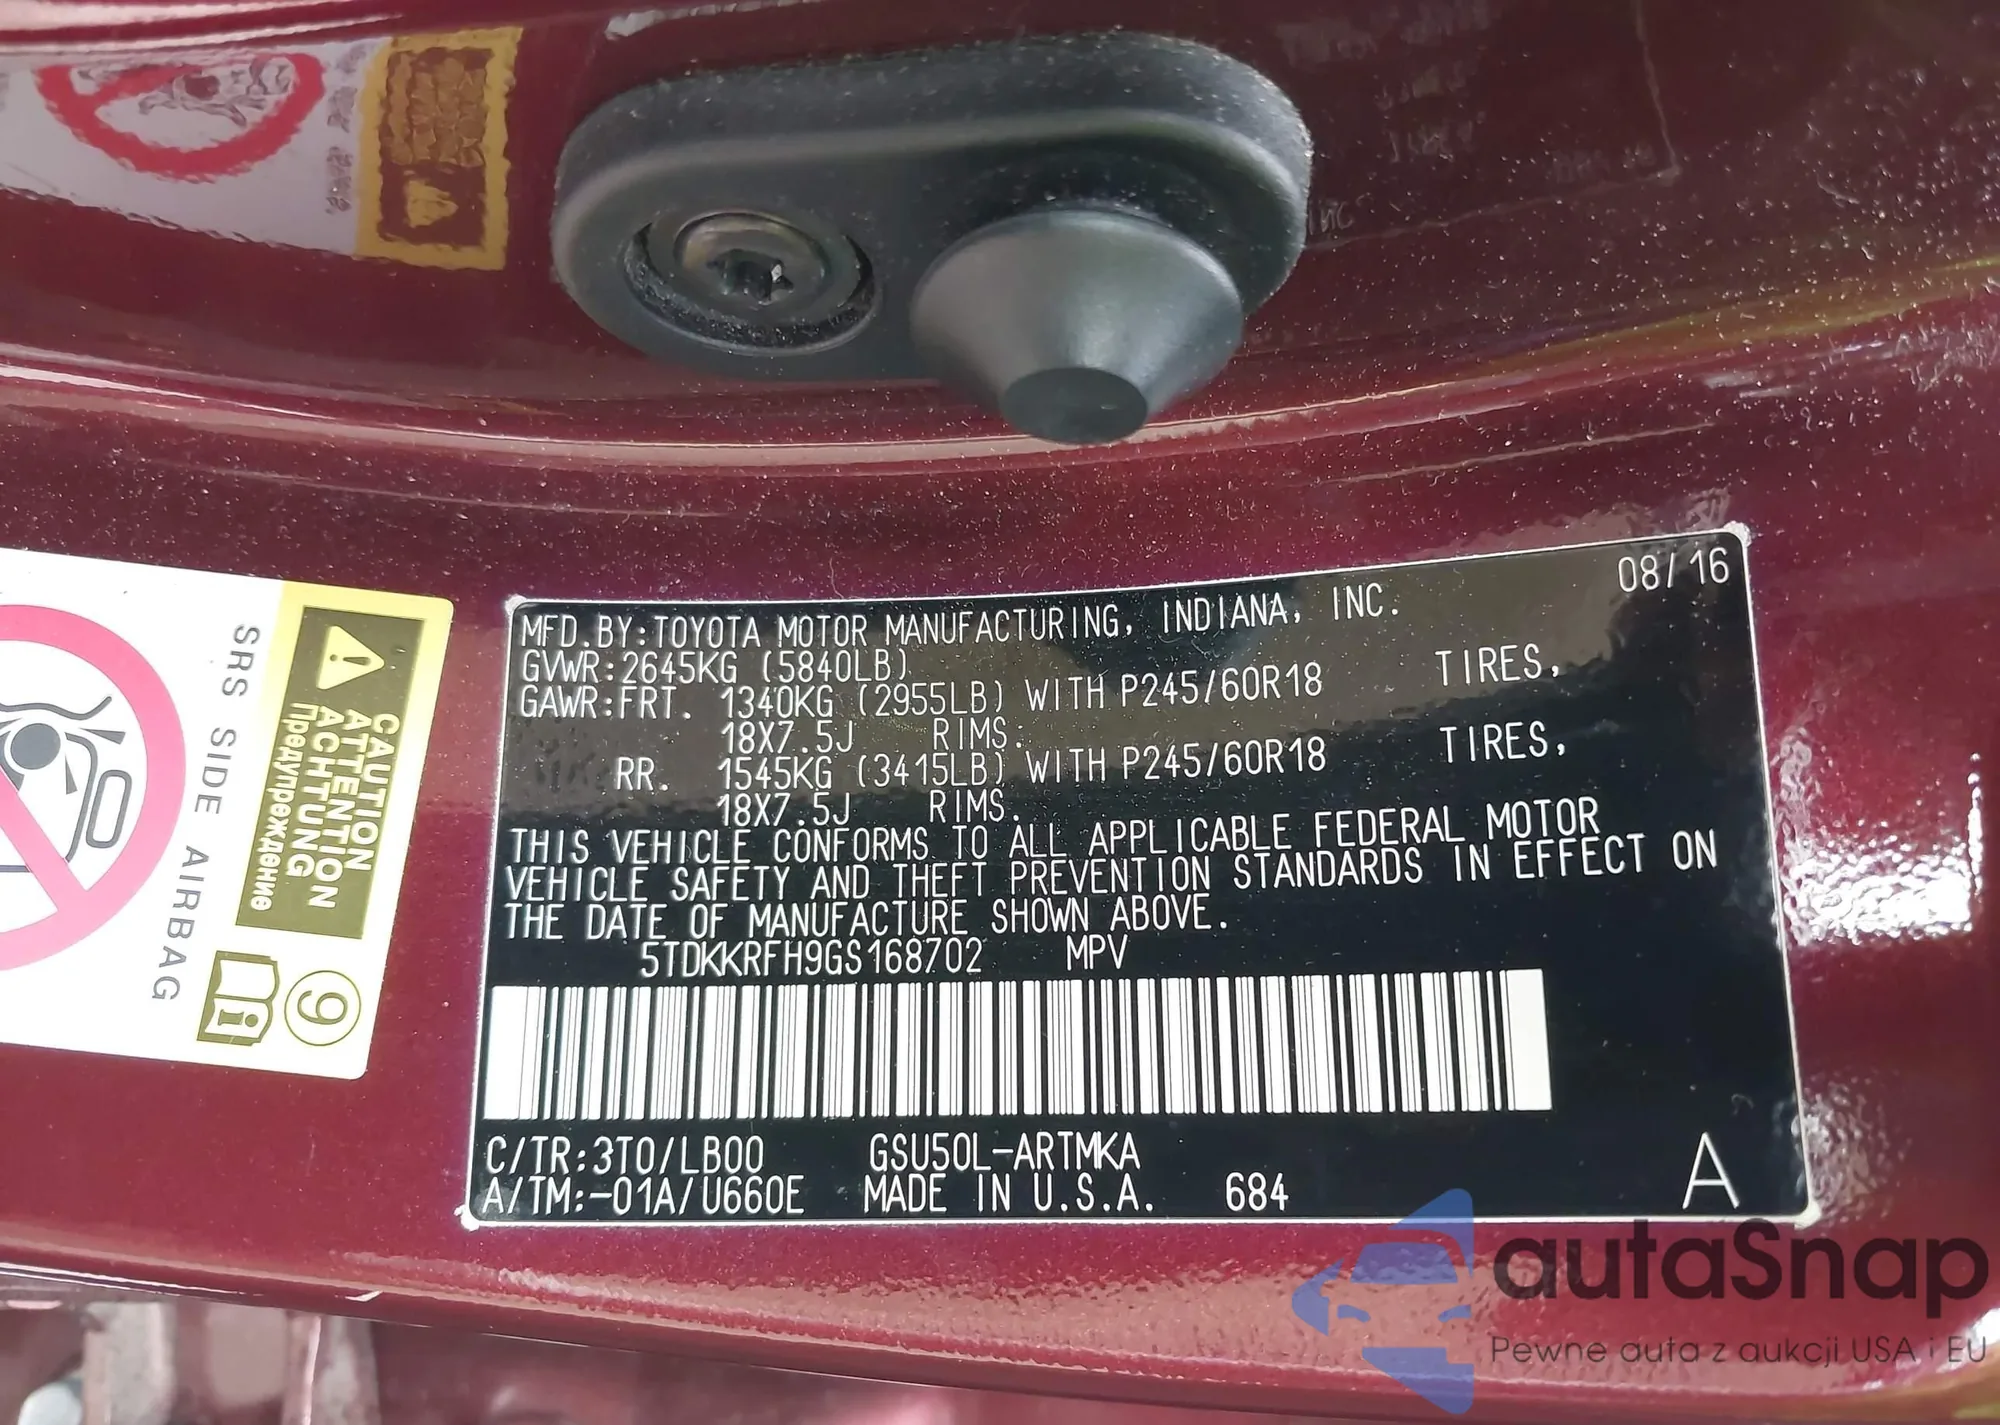 08/16
MFD.BY:TOYOTA MOTOR MANUFACTURING, INDIANA, INC.
GVWR:2645KG (5840LB)
GAWR:FRT. 1340KG (2955LB) WITH P245/60R18 TIRES,
18X7.5J RIMS.
RR. 1545KG (3415LB) WITH P245/60R18 TIRES,
18X7.5J RIMS.
THIS VEHICLE CONFORMS TO ALL APPLICABLE FEDERAL MOTOR
VEHICLE SAFETY AND THEFT PREVENTION STANDARDS IN EFFECT ON
THE DATE OF MANUFACTURE SHOWN ABOVE.
5TDKKRFH9GS168702 MPV
C/TR:3T0/LB00 GSU50L-ARTMKA
A/TM:-01A/U660E MADE IN U.S.A. 684
A
CAUTION
ATTENTION
ACHTUNG
Предупреждение
SRS SIDE AIRBAG
9
i
autaSnap
Pewne auta z aukcji USA i EU